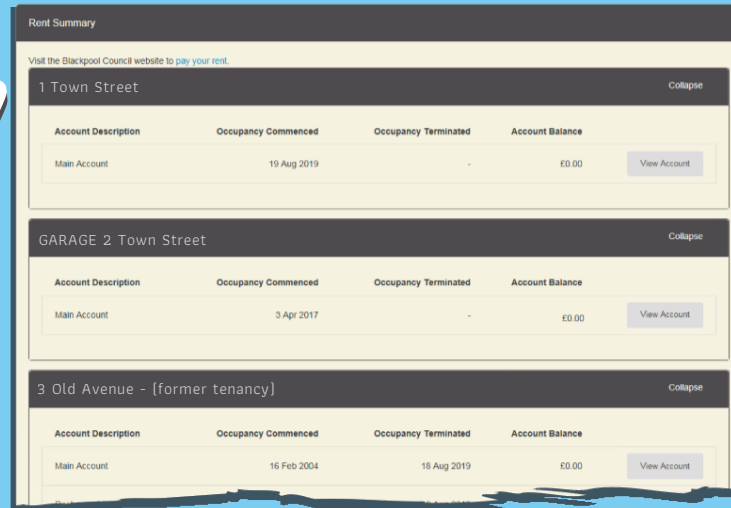 Rent Summary
Visit the Blackpool Council website to pay your rent.
1 Town Street Collapse
Account Description Occupancy Commenced Occupancy Terminated Account Balance
Main Account 19 Aug 2019 - £0.00 View Account
GARAGE 2 Town Street Collapse
Account Description Occupancy Commenced Occupancy Terminated Account Balance
Main Account 3 Apr 2017 - £0.00 View Account
3 Old Avenue - (former tenancy) Collapse
Account Description Occupancy Commenced Occupancy Terminated Account Balance
Main Account 16 Feb 2004 18 Aug 2019 £0.00 View Account